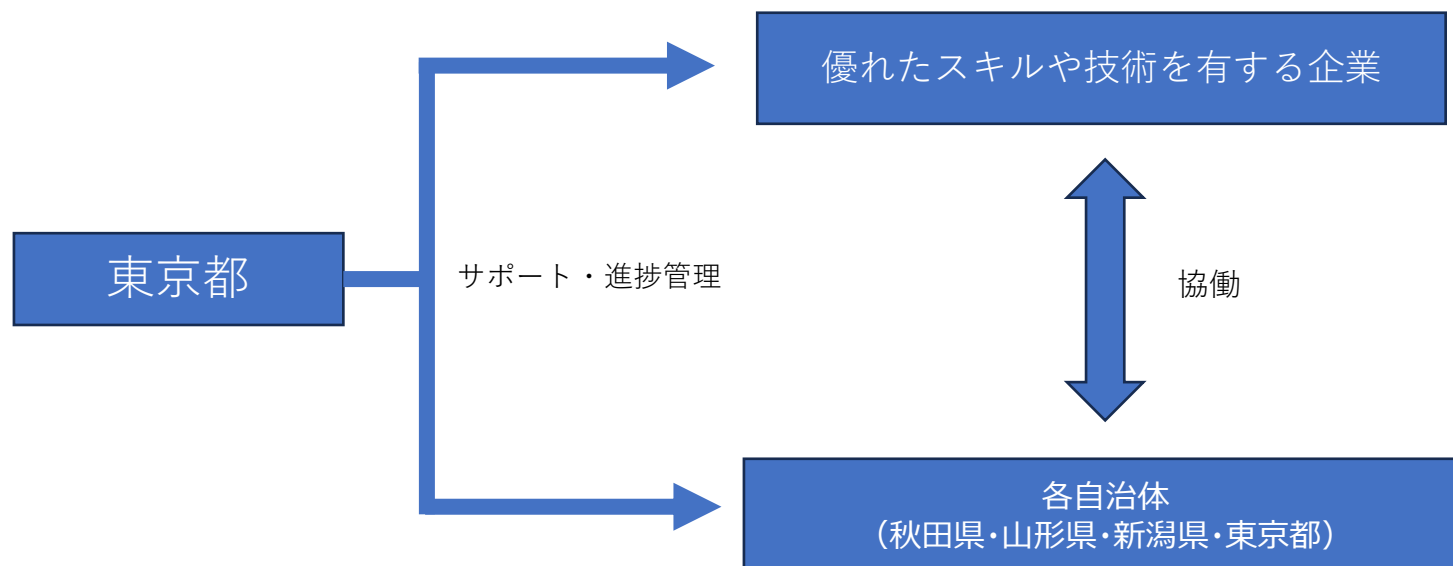 優れたスキルや技術を有する企業
東京都
サポート・進捗管理
協働
各自治体
（秋田県･山形県･新潟県･東京都）